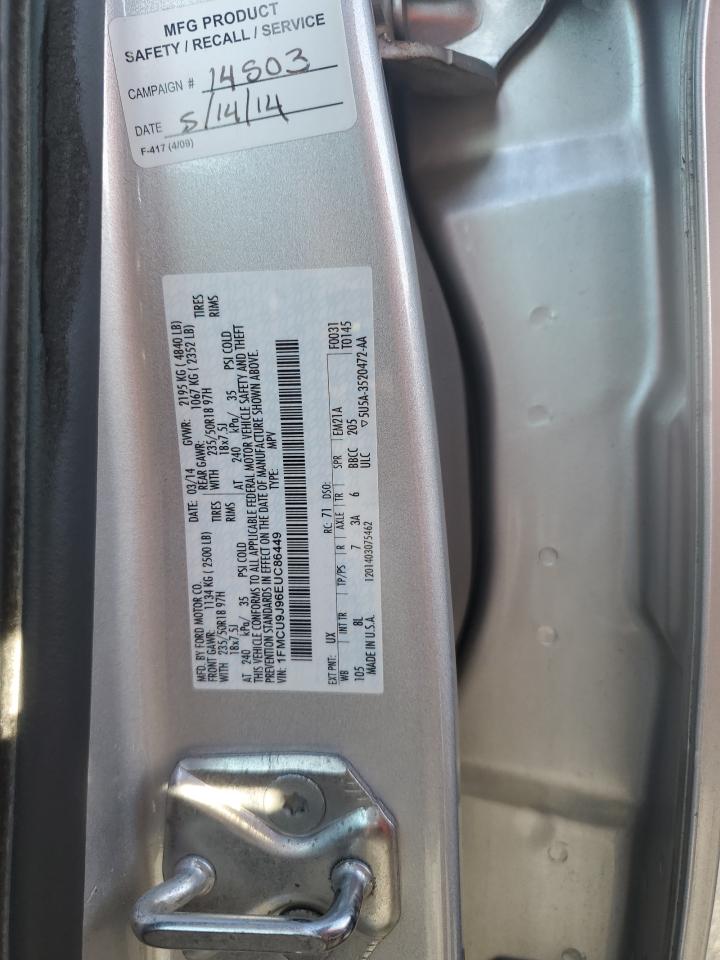 MFG PRODUCT
SAFETY / RECALL / SERVICE
CAMPAIGN # 14S03
DATE 5/14/14
F-417 (4/09)
MFD. BY FORD MOTOR CO.
DATE: 03/14 GVWR: 2195 KG ( 4840 LB)
FRONT GAWR: 1134 KG ( 2500 LB) REAR GAWR: 1067 KG ( 2352 LB)
WITH 235/50R18 97H TIRES WITH 235/50R18 97H TIRES
18x7.5J RIMS 18x7.5J RIMS
AT 240 kPa/ 35 PSI COLD AT 240 kPa/ 35 PSI COLD
THIS VEHICLE CONFORMS TO ALL APPLICABLE FEDERAL MOTOR VEHICLE SAFETY AND THEFT
PREVENTION STANDARDS IN EFFECT ON THE DATE OF MANUFACTURE SHOWN ABOVE.
VIN: 1FMCU9J96EUC86449 TYPE: MPV
EXT PNT: UX RC: 71 DSO: F0031
WB INT TR TP/PS R AXLE TR SPR EM21A T0145
105 8L 7 3A 6 BBCC 205
MADE IN U.S.A. 1201403075462 ULC ▽ 5U5A-3520472-AA